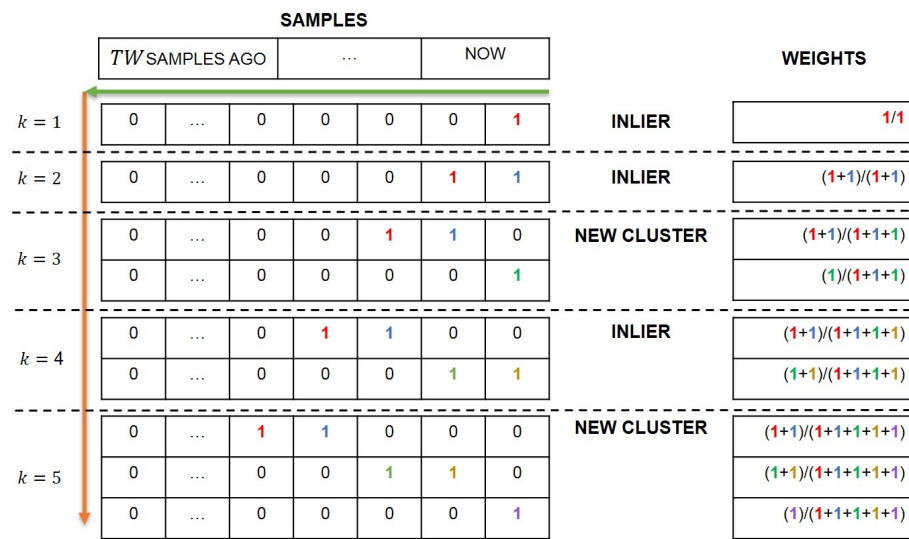 SAMPLES
TW SAMPLES AGO ... NOW WEIGHTS
k = 1 0 ... 0 0 0 0 1 INLIER 1/1
k = 2 0 ... 0 0 0 1 1 INLIER (1+1)/(1+1)
k = 3 0 ... 0 0 1 1 0 NEW CLUSTER (1+1)/(1+1+1)
0 ... 0 0 0 0 1 (1)/(1+1+1)
k = 4 0 ... 0 1 1 0 0 INLIER (1+1)/(1+1+1+1)
0 ... 0 0 0 1 1 (1+1)/(1+1+1+1)
k = 5 0 ... 1 1 0 0 0 NEW CLUSTER (1+1)/(1+1+1+1+1)
0 ... 0 0 1 1 0 (1+1)/(1+1+1+1+1)
0 ... 0 0 0 0 1 (1)/(1+1+1+1+1)